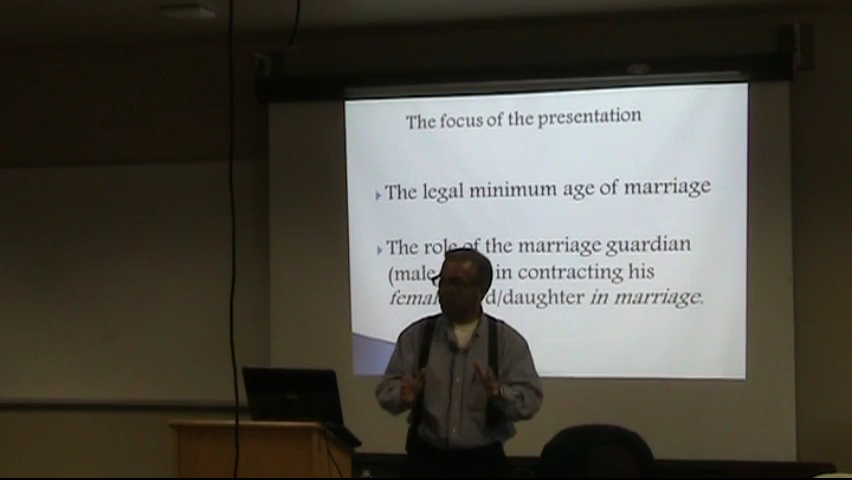 The focus of the presentation
The legal minimum age of marriage
The role of the marriage guardian
(male in contracting his
/daughter in marriage.